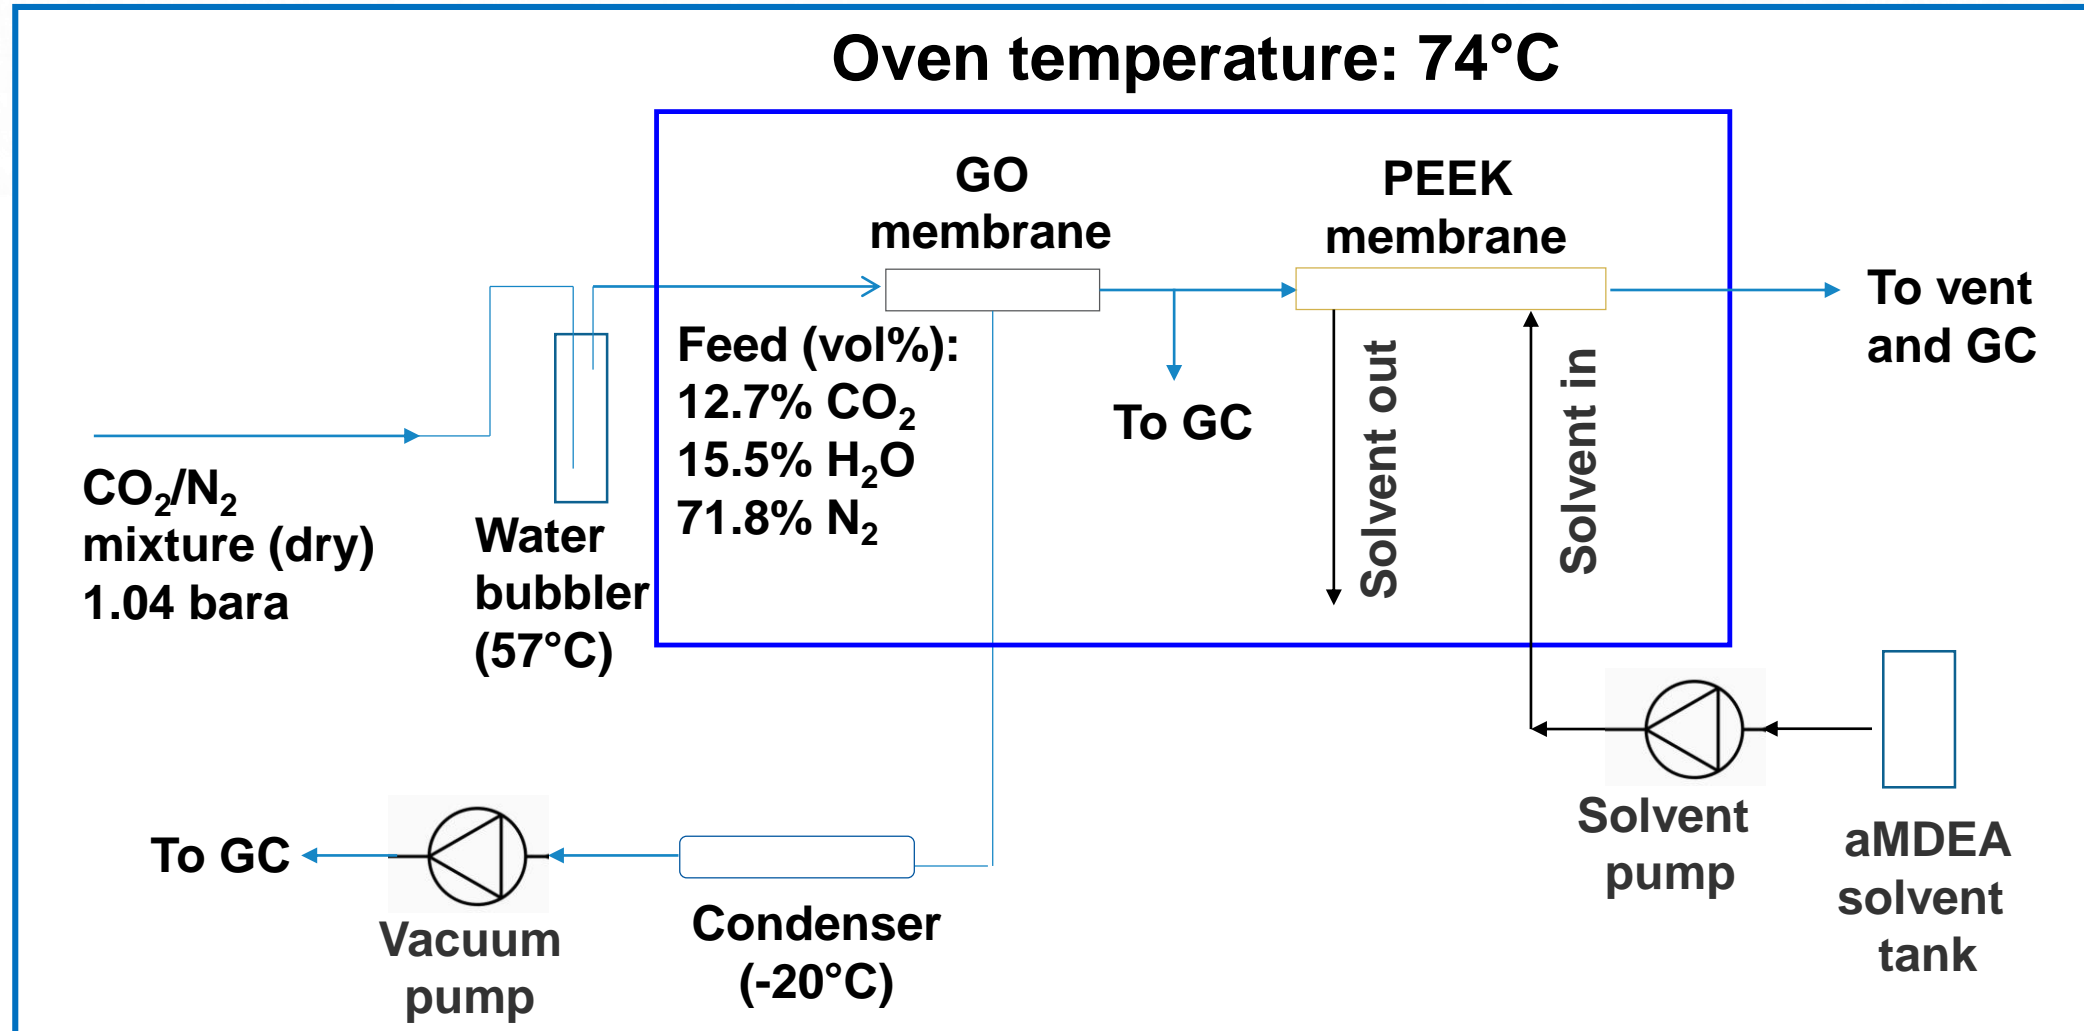 Oven temperature: 74°C
GO
membrane
PEEK
membrane
To vent
and GC
Feed (vol%):
12.7% CO₂
15.5% H₂O
71.8% N₂
To GC
Solvent out
Solvent in
CO₂/N₂
mixture (dry)
1.04 bara
Water
bubbler
(57°C)
Solvent
pump
aMDEA
solvent
tank
To GC
Vacuum
pump
Condenser
(-20°C)